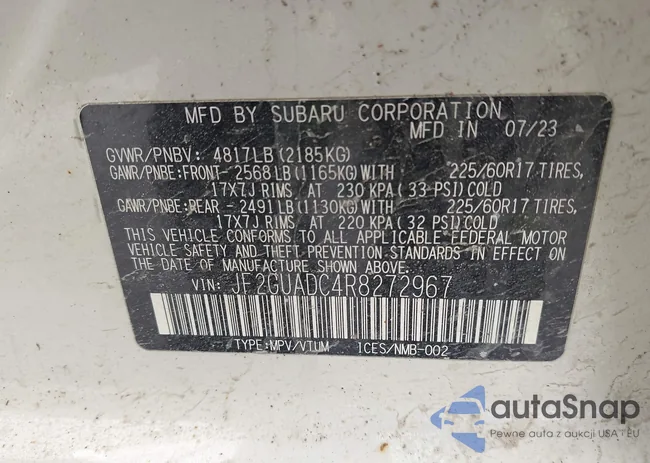 MFD BY SUBARU CORPORATION
MFD IN 07/23
GVWR/PNBV: 4817LB (2185KG)
GAWR/PNBE:FRONT- 2568LB (1165KG) WITH 225/60R17 TIRES,
17X7J RIMS AT 230 KPA ( 33 PSI) COLD
GAWR/PNBE:REAR - 2491LB (1130KG) WITH 225/60R17 TIRES,
17X7J RIMS AT 220 KPA ( 32 PSI) COLD
THIS VEHICLE CONFORMS TO ALL APPLICABLE FEDERAL MOTOR
VEHICLE SAFETY AND THEFT PREVENTION STANDARDS IN EFFECT ON
THE DATE OF MANUFACTURE SHOWN ABOVE.
VIN: JF2GUADC4R8272967
TYPE:MPV/VTUM ICES/NMB-002
autaSnap
Pewne auta z aukcji USA i EU